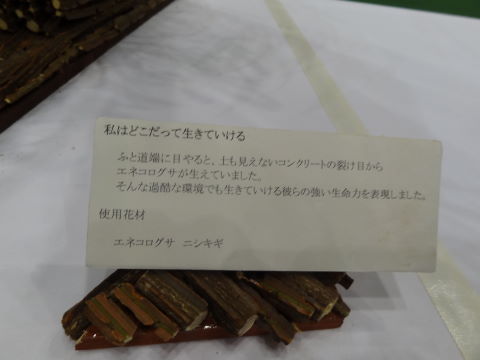 私はどこだって生きていける
ふと道端に目やると、土も見えないコンクリートの裂け目から
エネコログサが生えていました。
そんな過酷な環境でも生きていける彼らの強い生命力を表現しました。
使用花材
エネコログサ ニシキギ